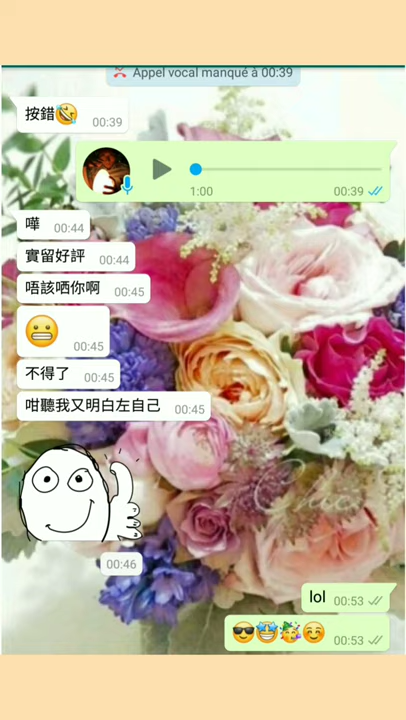 Appel vocal manqué à 00:39
按錯🤣 00:39
1:00 00:39
嘩 00:44
實留好評 00:44
唔該晒你啊 00:45
😬 00:45
不得了 00:45
咁聽我又明白左自己 00:45
00:46
lol 00:53
😎🤩🥳☺️ 00:53